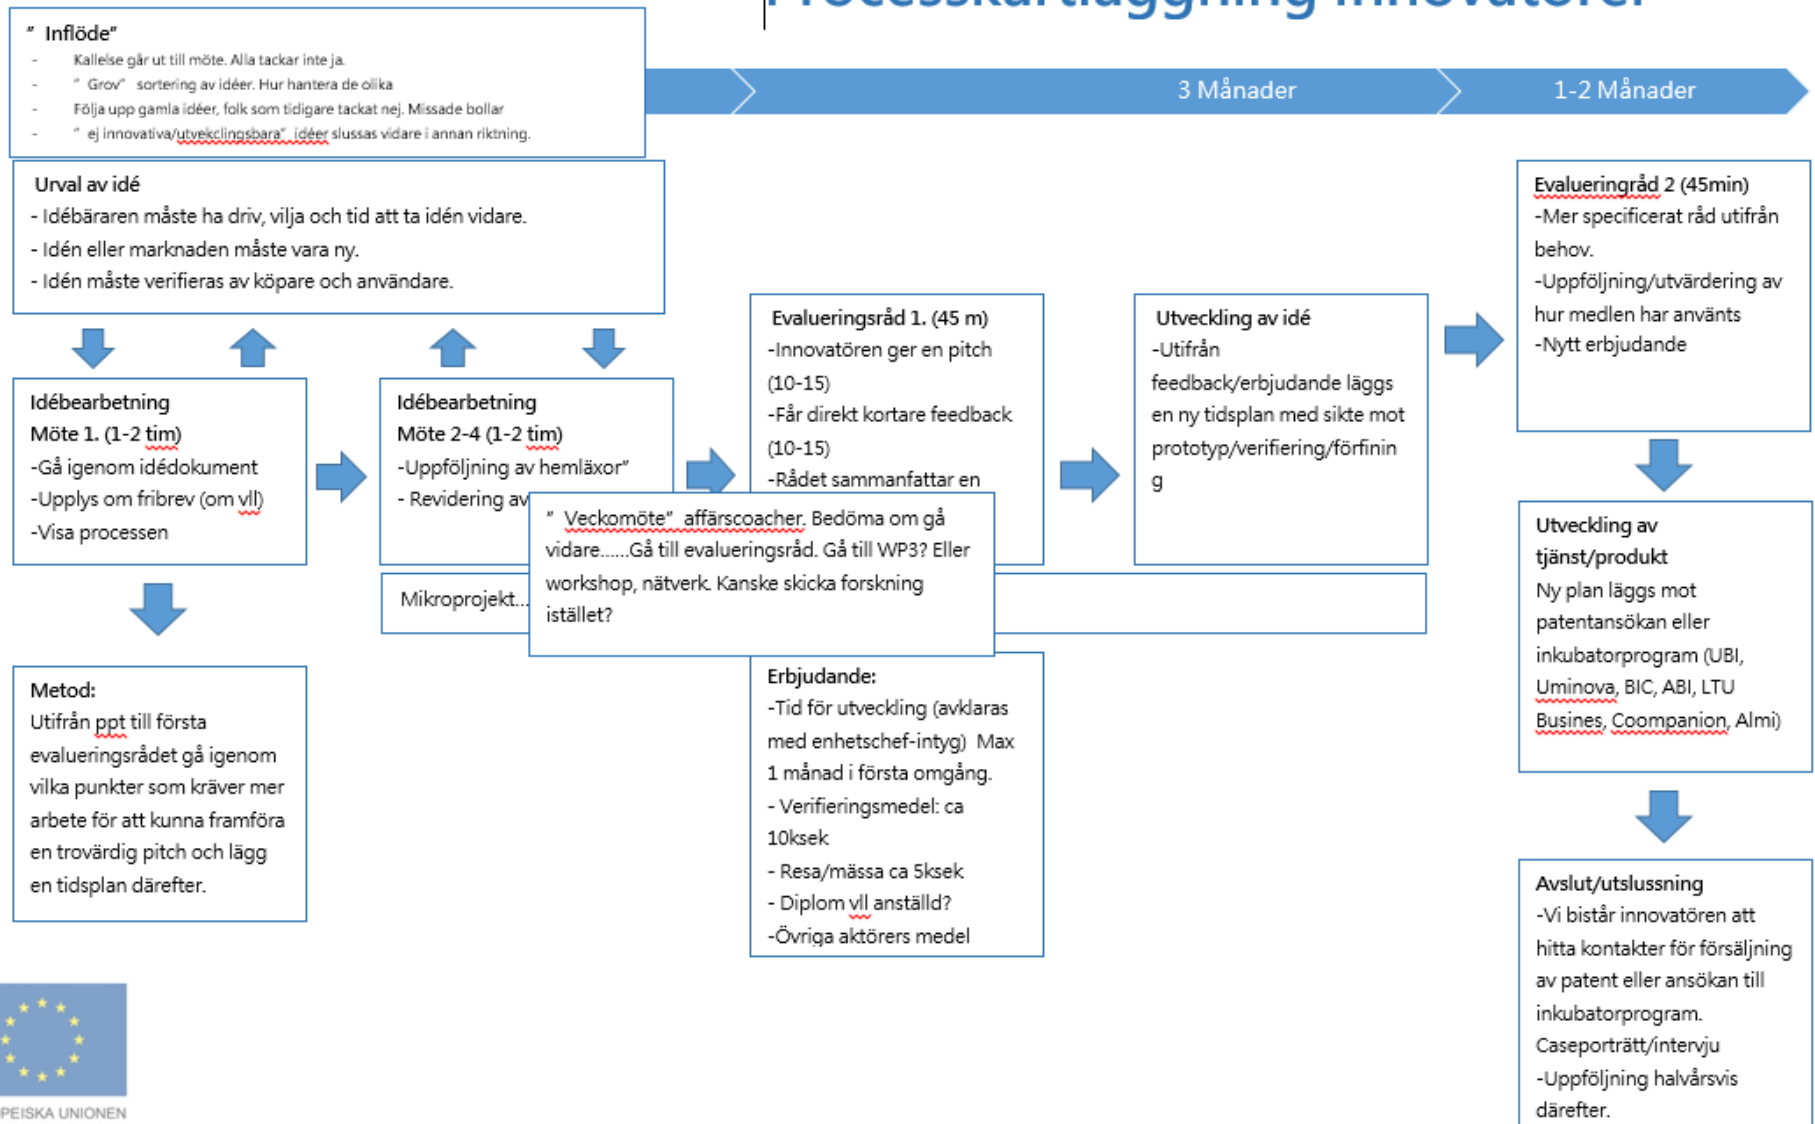 Processkartläggning innovatörer
" Inflöde"
- Kallelse går ut till möte. Alla tackar inte ja.
- " Grov" sortering av idéer. Hur hantera de olika
- Följa upp gamla idéer, folk som tidigare tackat nej. Missade bollar
- " ej innovativa/utvekclingsbara" idéer slussas vidare i annan riktning.
3 Månader
1-2 Månader
Urval av idé
- Idébäraren måste ha driv, vilja och tid att ta idén vidare.
- Idén eller marknaden måste vara ny.
- Idén måste verifieras av köpare och användare.
Idébearbetning
Möte 1. (1-2 tim)
-Gå igenom idédokument
-Upplys om fribrev (om vll)
-Visa processen
Metod:
Utifrån ppt till första
evalueringsrådet gå igenom
vilka punkter som kräver mer
arbete för att kunna framföra
en trovärdig pitch och lägg
en tidsplan därefter.
Idébearbetning
Möte 2-4 (1-2 tim)
-Uppföljning av hemläxor"
- Revidering av
" Veckomöte" affärscoacher. Bedöma om gå
vidare......Gå till evalueringsråd. Gå till WP3? Eller
workshop, nätverk. Kanske skicka forskning
istället?
Mikroprojekt...
Evalueringsråd 1. (45 m)
-Innovatören ger en pitch
(10-15)
-Får direkt kortare feedback
(10-15)
-Rådet sammanfattar en
Erbjudande:
-Tid för utveckling (avklaras
med enhetschef-intyg) Max
1 månad i första omgång.
- Verifieringsmedel: ca
10ksek
- Resa/mässa ca 5ksek
- Diplom vll anställd?
-Övriga aktörers medel
Utveckling av idé
-Utifrån
feedback/erbjudande läggs
en ny tidsplan med sikte mot
prototyp/verifiering/förfinin
g
Evalueringråd 2 (45min)
-Mer specificerat råd utifrån
behov.
-Uppföljning/utvärdering av
hur medlen har använts
-Nytt erbjudande
Utveckling av
tjänst/produkt
Ny plan läggs mot
patentansökan eller
inkubatorprogram (UBI,
Uminova, BIC, ABI, LTU
Busines, Coompanion, Almi)
Avslut/utslussning
-Vi bistår innovatören att
hitta kontakter för försäljning
av patent eller ansökan till
inkubatorprogram.
Caseporträtt/intervju
-Uppföljning halvårsvis
därefter.
PEISKA UNIONEN